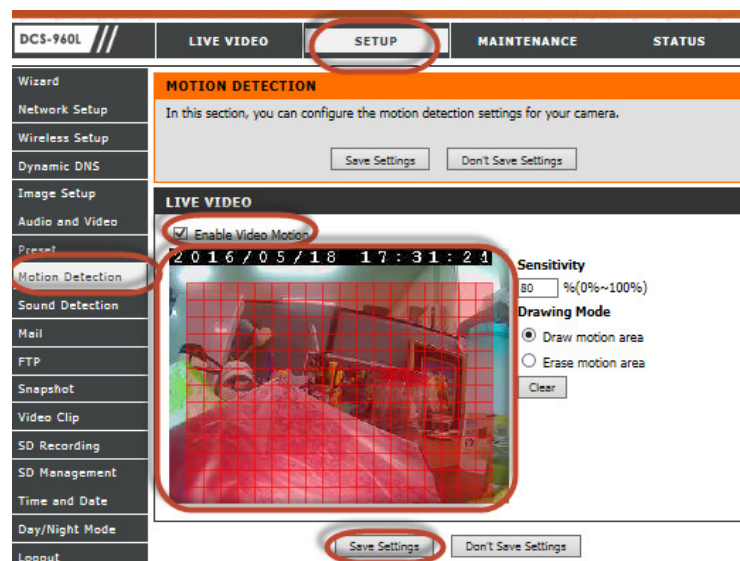 DCS-960L
LIVE VIDEO
SETUP
MAINTENANCE
STATUS
Wizard
Network Setup
Wireless Setup
Dynamic DNS
Image Setup
Audio and Video
Preset
Motion Detection
Sound Detection
Mail
FTP
Snapshot
Video Clip
SD Recording
SD Management
Time and Date
Day/Night Mode
Logout
MOTION DETECTION
In this section, you can configure the motion detection settings for your camera.
Save Settings
Don't Save Settings
LIVE VIDEO
Enable Video Motion
2016/05/18 17:31:24
Sensitivity
80 %(0%~100%)
Drawing Mode
Draw motion area
Erase motion area
Clear
Save Settings
Don't Save Settings